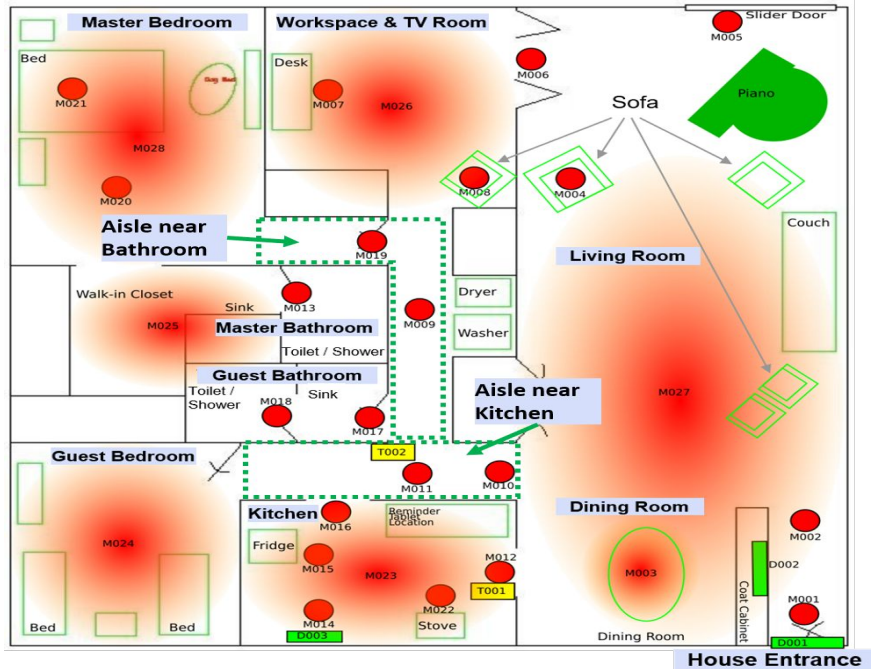 Master Bedroom
Workspace & TV Room
Slider Door
M005
Bed
Dog Bed
Desk
M006
M021
M007
M026
Sofa
Piano
M028
M020
M008
M004
Aisle near
Bathroom
M019
Couch
Living Room
Walk-in Closet
Sink
M013
Dryer
M009
M025
Master Bathroom
Washer
Toilet / Shower
Guest Bathroom
Toilet /
Shower
M018
Sink
Aisle near
Kitchen
M027
M017
T002
Guest Bedroom
M011
M010
Kitchen
Reminder
Tablet
Location
Dining Room
M016
Fridge
M002
M024
M015
M023
M012
M003
D002
T001
M022
Coat Cabinet
M014
M001
Bed
Bed
D003
Stove
Dining Room
D001
House Entrance